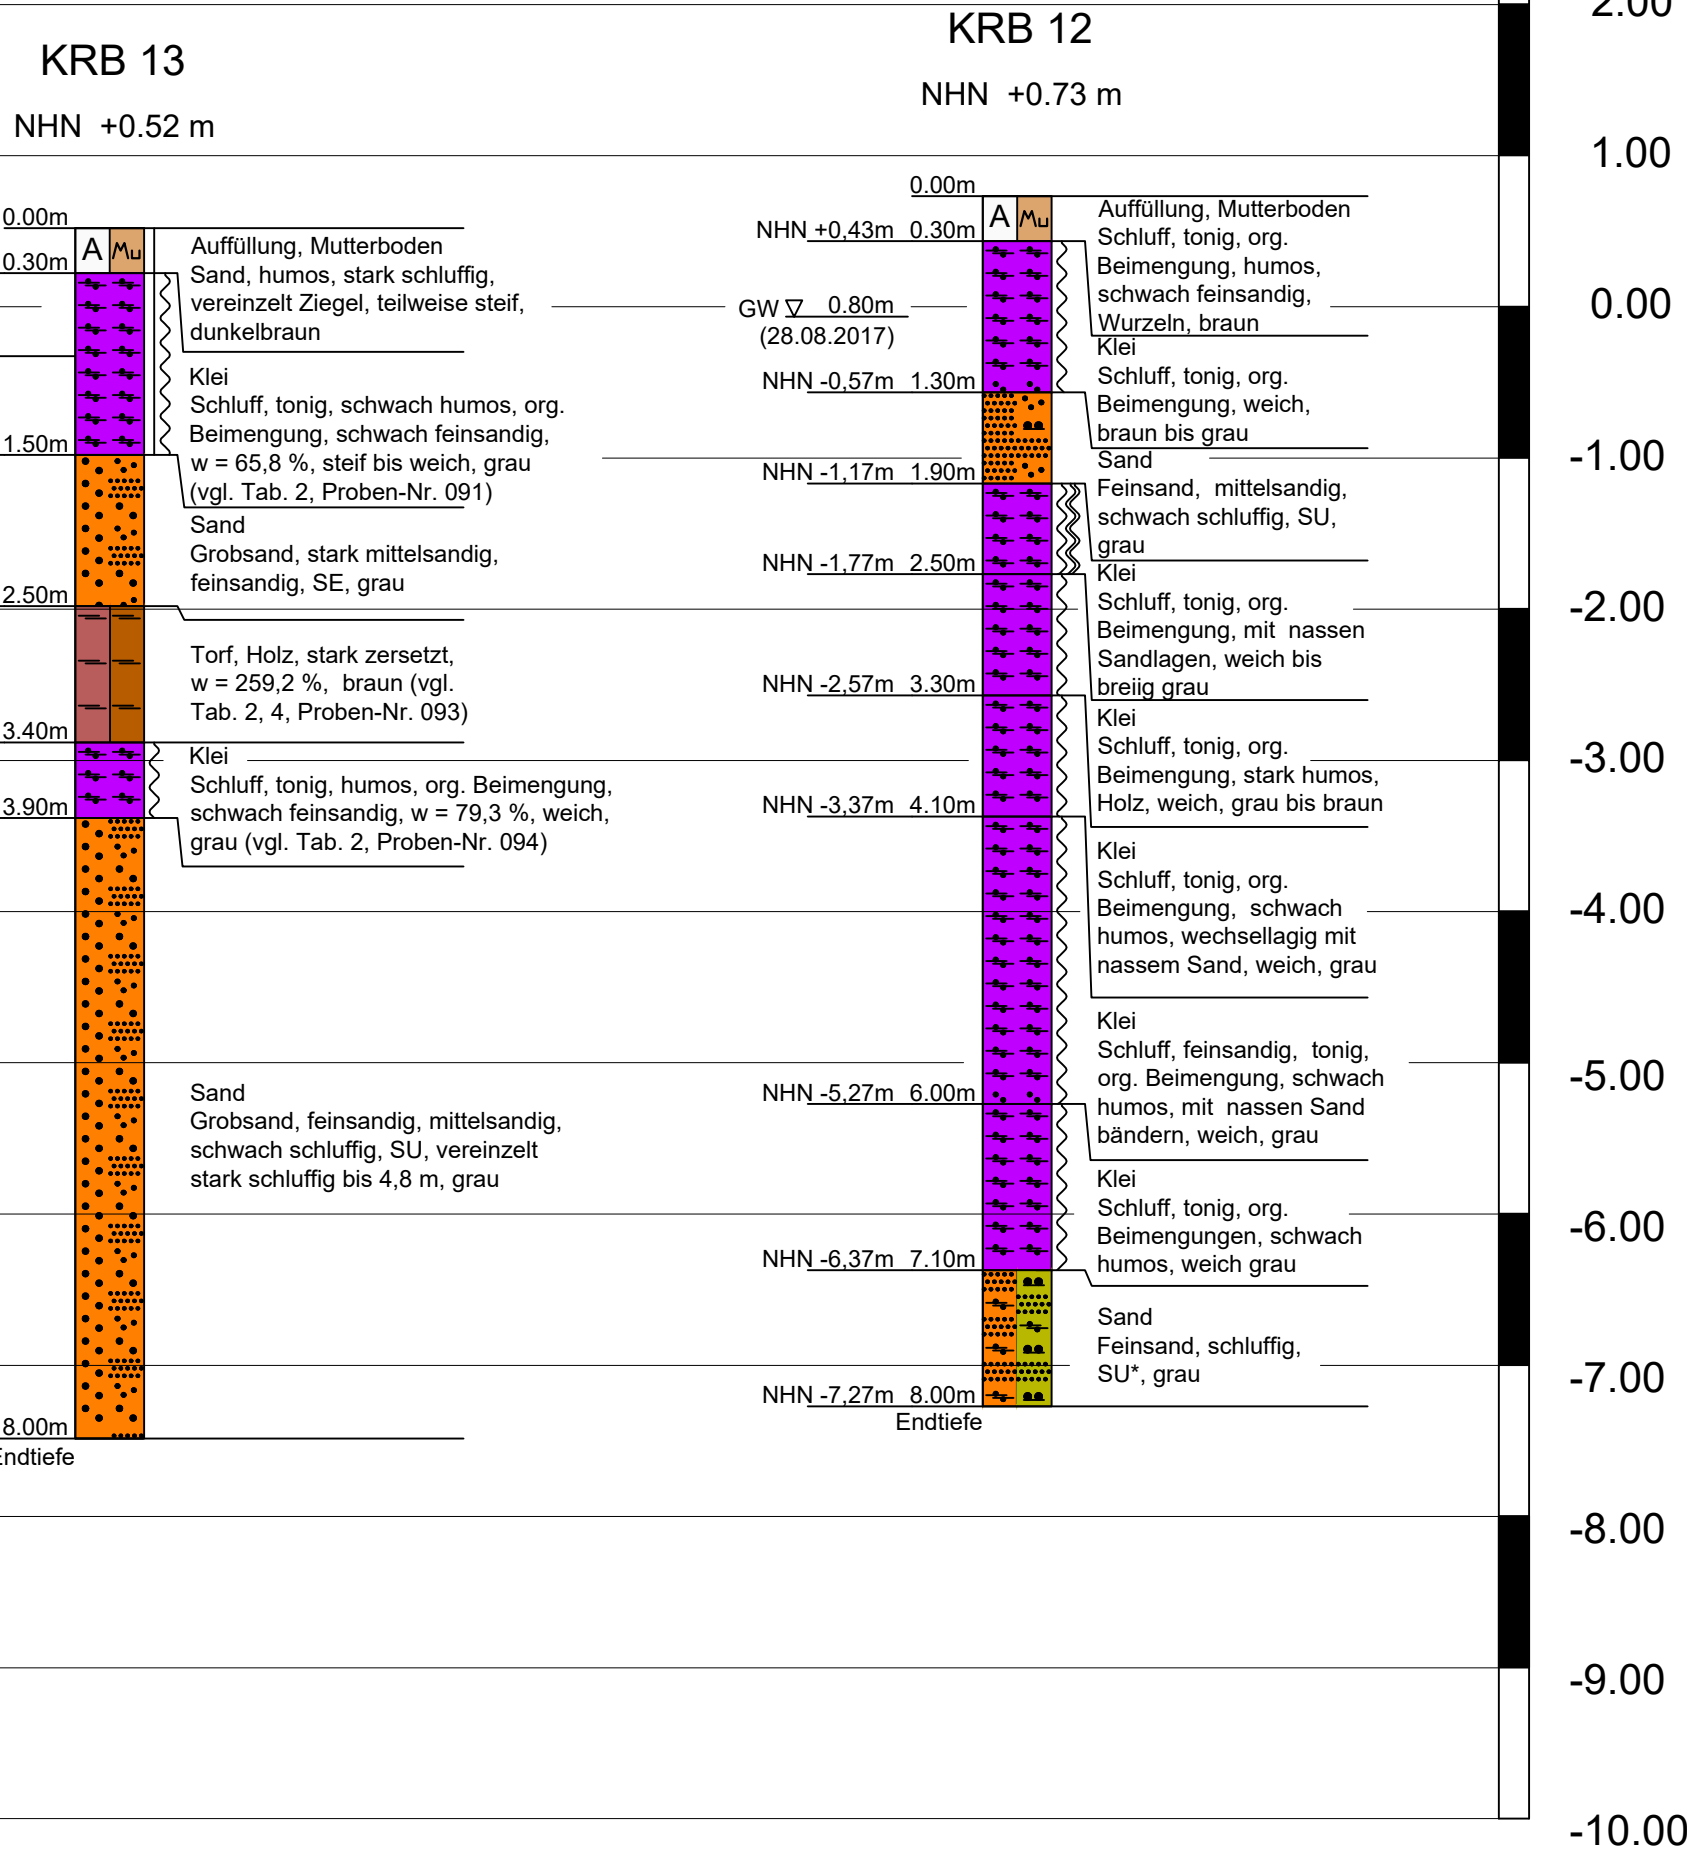 KRB 13
NHN +0.52 m
0.00m
0.30m
1.50m
2.50m
3.40m
3.90m
8.00m
A
Mu
Auffüllung, Mutterboden
Sand, humos, stark schluffig,
vereinzelt Ziegel, teilweise steif,
dunkelbraun
Klei
Schluff, tonig, schwach humos, org.
Beimengung, schwach feinsandig,
w = 65,8 %, steif bis weich, grau
(vgl. Tab. 2, Proben-Nr. 091)
Sand
Grobsand, stark mittelsandig,
feinsandig, SE, grau
Torf, Holz, stark zersetzt,
w = 259,2 %, braun (vgl.
Tab. 2, 4, Proben-Nr. 093)
Klei
Schluff, tonig, humos, org. Beimengung,
schwach feinsandig, w = 79,3 %, weich,
grau (vgl. Tab. 2, Proben-Nr. 094)
Sand
Grobsand, feinsandig, mittelsandig,
schwach schluffig, SU, vereinzelt
stark schluffig bis 4,8 m, grau
KRB 12
NHN +0.73 m
0.00m
NHN +0,43m 0.30m
GW 0.80m
(28.08.2017)
NHN -0,57m 1.30m
NHN -1,17m 1.90m
NHN -1,77m 2.50m
NHN -2,57m 3.30m
NHN -3,37m 4.10m
NHN -5,27m 6.00m
NHN -6,37m 7.10m
NHN -7,27m 8.00m
Endtiefe
A
Mu
Auffüllung, Mutterboden
Schluff, tonig, org.
Beimengung, humos,
schwach feinsandig,
Wurzeln, braun
Klei
Schluff, tonig, org.
Beimengung, weich,
braun bis grau
Sand
Feinsand, mittelsandig,
schwach schluffig, SU,
grau
Klei
Schluff, tonig, org.
Beimengung, mit nassen
Sandlagen, weich bis
breiig grau
Klei
Schluff, tonig, org.
Beimengung, stark humos,
Holz, weich, grau bis braun
Klei
Schluff, tonig, org.
Beimengung, schwach
humos, wechsellagig mit
nassem Sand, weich, grau
Klei
Schluff, feinsandig, tonig,
org. Beimengung, schwach
humos, mit nassen Sand
bändern, weich, grau
Klei
Schluff, tonig, org.
Beimengungen, schwach
humos, weich grau
Sand
Feinsand, schluffig,
SU*, grau
2.00
1.00
0.00
-1.00
-2.00
-3.00
-4.00
-5.00
-6.00
-7.00
-8.00
-9.00
-10.00